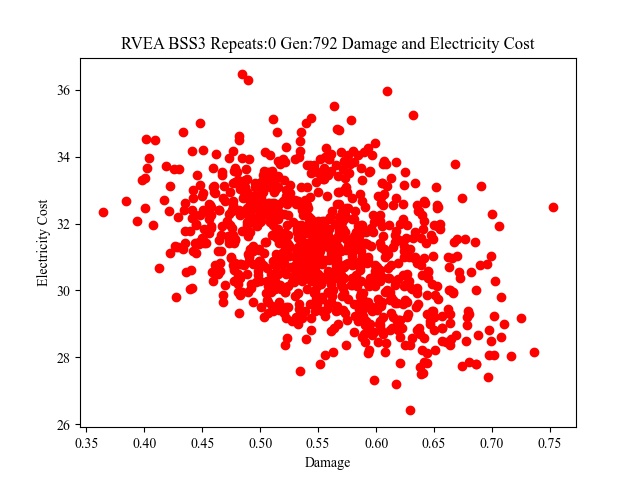 RVEA BSS3 Repeats:0 Gen:792 Damage and Electricity Cost
36
34
32
30
28
26
Electricity Cost
0.35 0.40 0.45 0.50 0.55 0.60 0.65 0.70 0.75
Damage